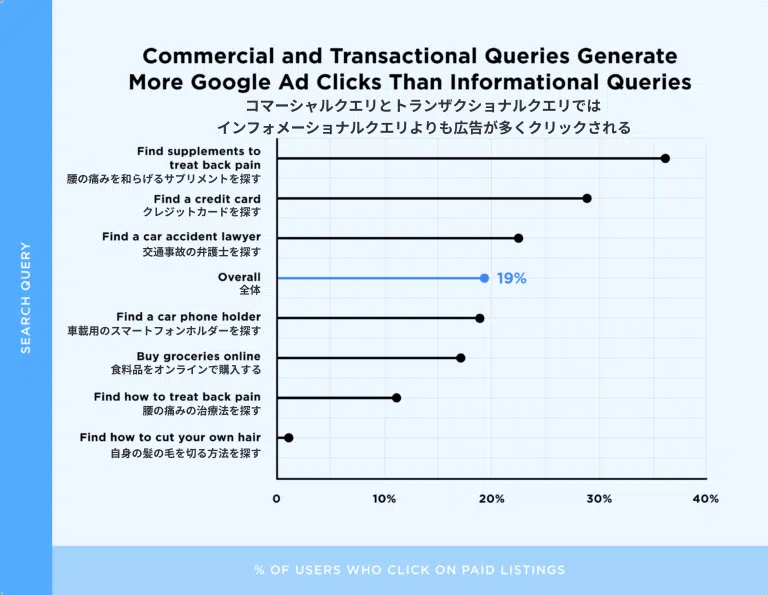 Commercial and Transactional Queries Generate
More Google Ad Clicks Than Informational Queries
コマーシャルクエリとトランザクショナルクエリでは
インフォメーショナルクエリよりも広告が多くクリックされる
SEARCH QUERY
Find supplements to
treat back pain
腰の痛みを和らげるサプリメントを探す
Find a credit card
クレジットカードを探す
Find a car accident lawyer
交通事故の弁護士を探す
Overall
全体
19%
Find a car phone holder
車載用のスマートフォンホルダーを探す
Buy groceries online
食料品をオンラインで購入する
Find how to treat back pain
腰の痛みの治療法を探す
Find how to cut your own hair
自身の髪の毛を切る方法を探す
0 10% 20% 30% 40%
% OF USERS WHO CLICK ON PAID LISTINGS